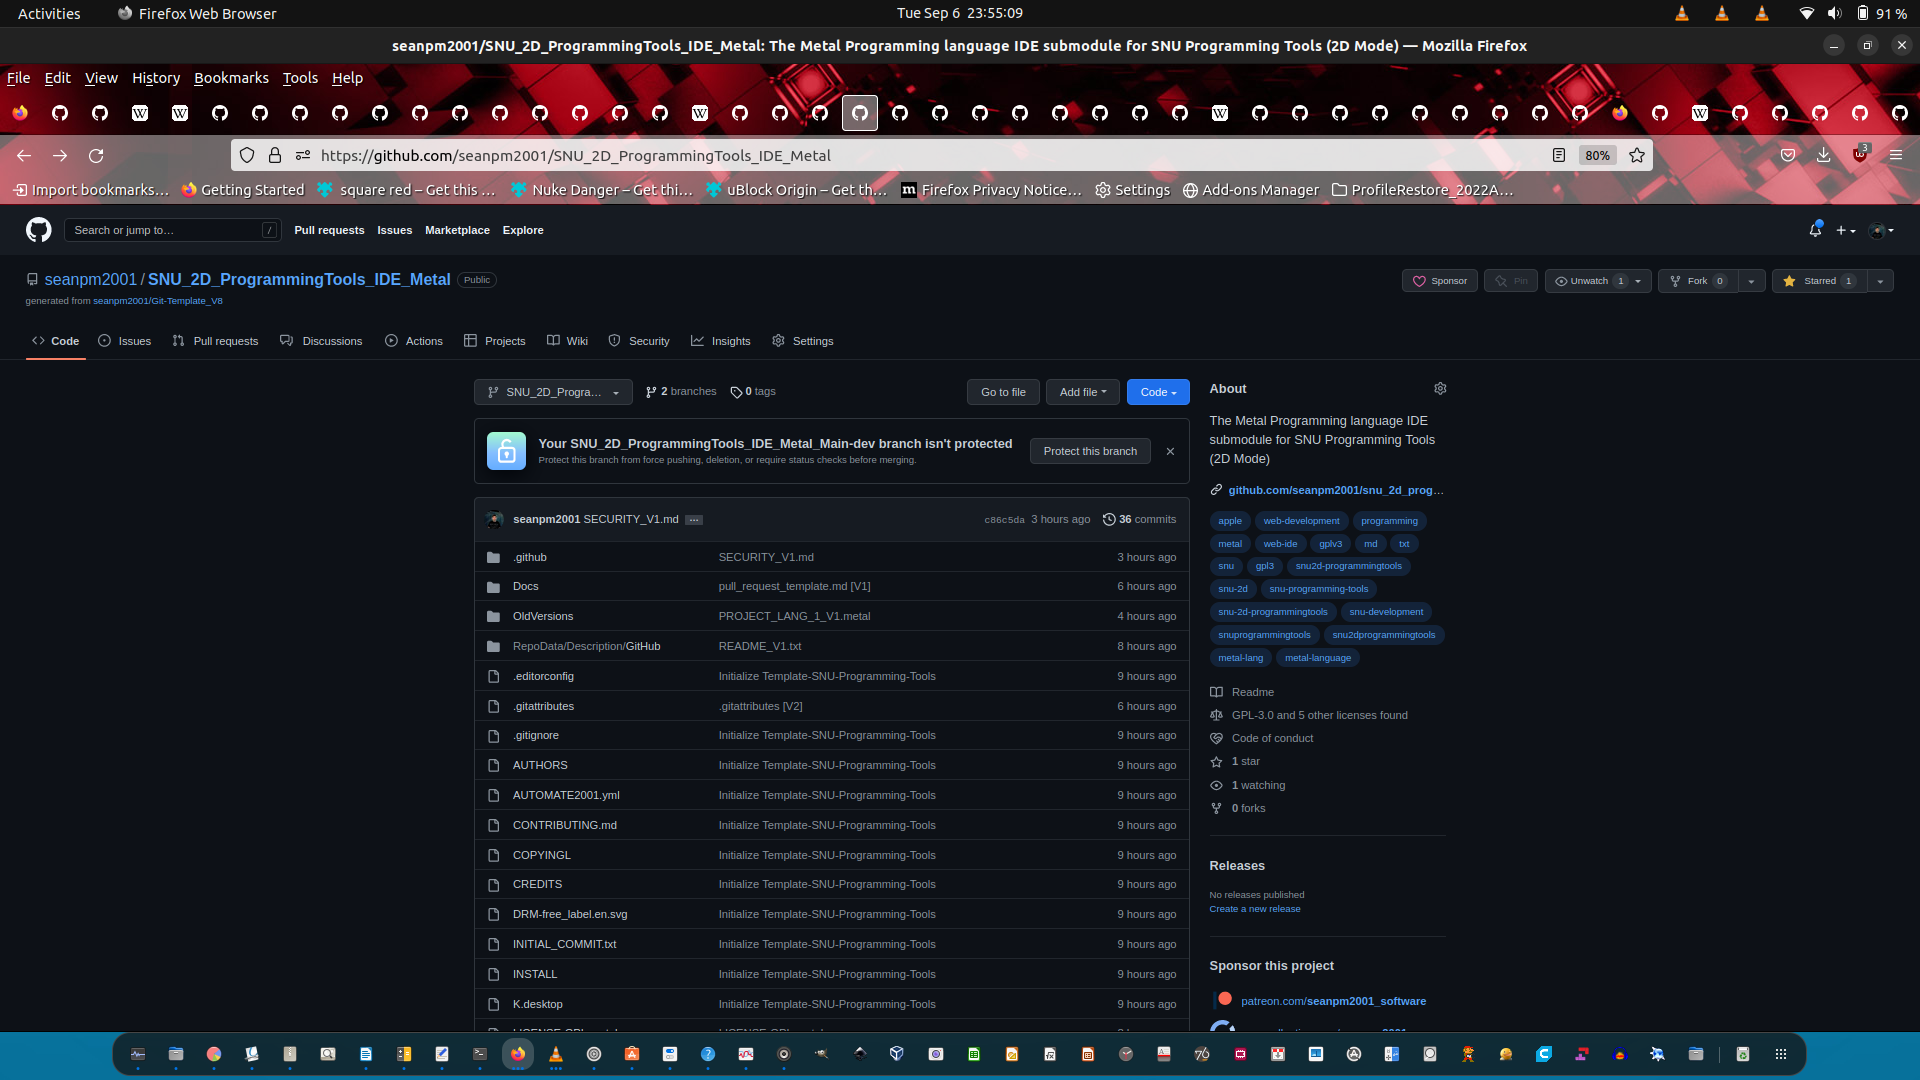 Activities Firefox Web Browser Tue Sep 6 23:55:09 91 %
seanpm2001/SNU_2D_ProgrammingTools_IDE_Metal: The Metal Programming language IDE submodule for SNU Programming Tools (2D Mode) — Mozilla Firefox
File Edit View History Bookmarks Tools Help
https://github.com/seanpm2001/SNU_2D_ProgrammingTools_IDE_Metal 80% 3
Import bookmarks… Getting Started square red – Get this … Nuke Danger – Get thi… uBlock Origin – Get th… Firefox Privacy Notice… Settings Add-ons Manager ProfileRestore_2022A…
Search or jump to… / Pull requests Issues Marketplace Explore
seanpm2001 / SNU_2D_ProgrammingTools_IDE_Metal Public Sponsor Pin Unwatch 1 Fork 0 Starred 1
generated from seanpm2001/Git-Template_V8
Code Issues Pull requests Discussions Actions Projects Wiki Security Insights Settings
SNU_2D_Progra… 2 branches 0 tags Go to file Add file Code
Your SNU_2D_ProgrammingTools_IDE_Metal_Main-dev branch isn't protected
Protect this branch from force pushing, deletion, or require status checks before merging.
Protect this branch
seanpm2001 SECURITY_V1.md … c86c5da 3 hours ago 36 commits
.github SECURITY_V1.md 3 hours ago
Docs pull_request_template.md [V1] 6 hours ago
OldVersions PROJECT_LANG_1_V1.metal 4 hours ago
RepoData/Description/GitHub README_V1.txt 8 hours ago
.editorconfig Initialize Template-SNU-Programming-Tools 9 hours ago
.gitattributes .gitattributes [V2] 6 hours ago
.gitignore Initialize Template-SNU-Programming-Tools 9 hours ago
AUTHORS Initialize Template-SNU-Programming-Tools 9 hours ago
AUTOMATE2001.yml Initialize Template-SNU-Programming-Tools 9 hours ago
CONTRIBUTING.md Initialize Template-SNU-Programming-Tools 9 hours ago
COPYINGL Initialize Template-SNU-Programming-Tools 9 hours ago
CREDITS Initialize Template-SNU-Programming-Tools 9 hours ago
DRM-free_label.en.svg Initialize Template-SNU-Programming-Tools 9 hours ago
INITIAL_COMMIT.txt Initialize Template-SNU-Programming-Tools 9 hours ago
INSTALL Initialize Template-SNU-Programming-Tools 9 hours ago
K.desktop Initialize Template-SNU-Programming-Tools 9 hours ago
About
The Metal Programming language IDE
submodule for SNU Programming Tools
(2D Mode)
github.com/seanpm2001/snu_2d_prog…
apple web-development programming
metal web-ide gplv3 md txt
snu gpl3 snu2d-programmingtools
snu-2d snu-programming-tools
snu-2d-programmingtools snu-development
snuprogrammingtools snu2dprogrammingtools
metal-lang metal-language
Readme
GPL-3.0 and 5 other licenses found
Code of conduct
1 star
1 watching
0 forks
Releases
No releases published
Create a new release
Sponsor this project
patreon.com/seanpm2001_software